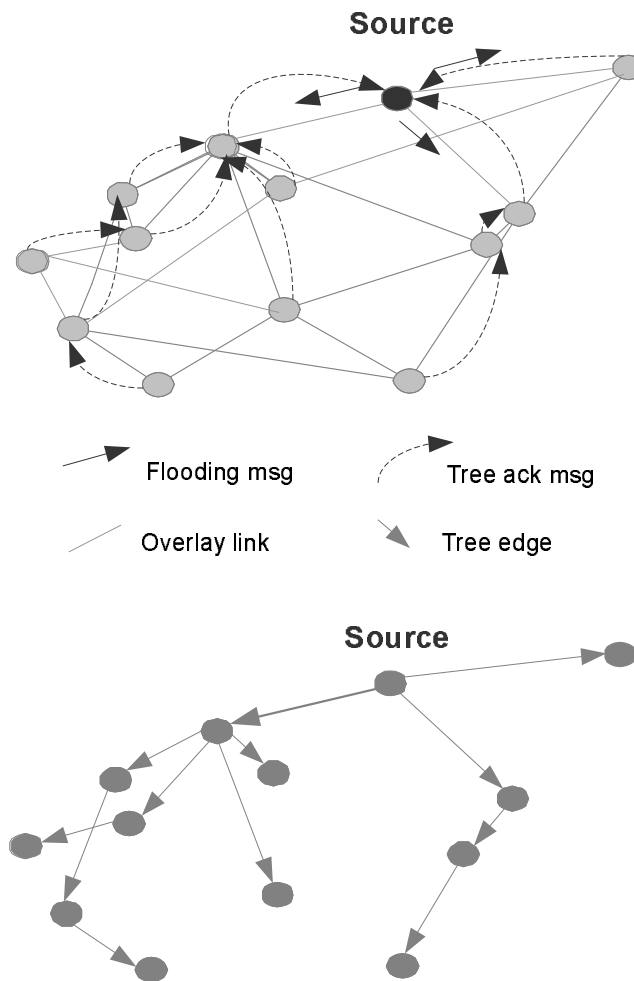 Source
Flooding msg
Tree ack msg
Overlay link
Tree edge
Source